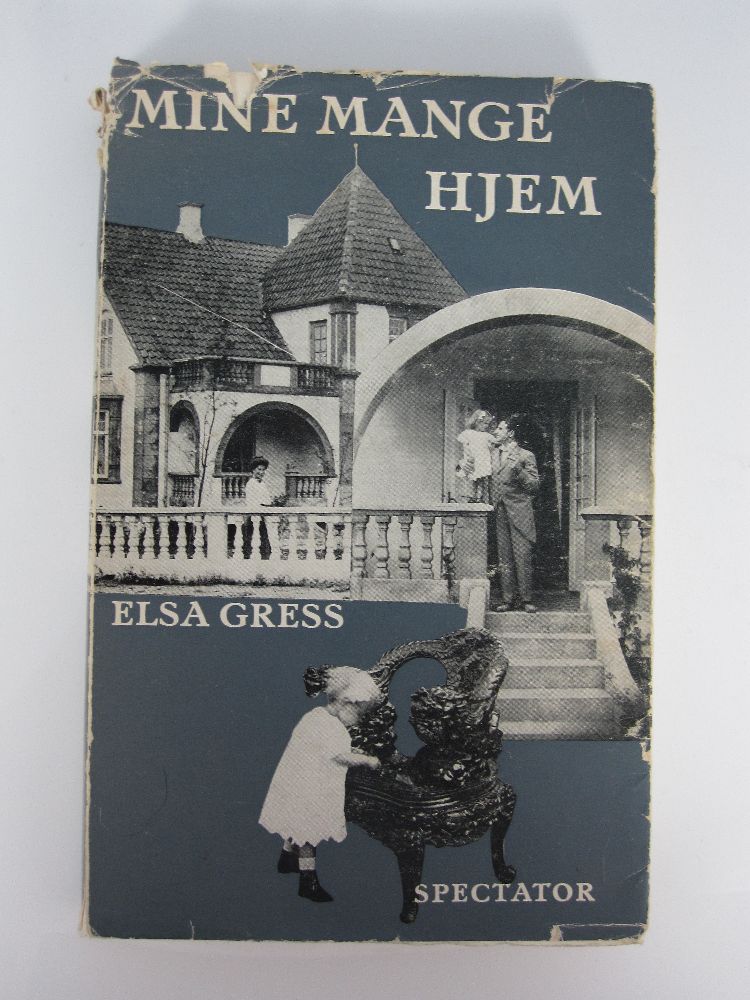 MINE MANGE
HJEM
ELSA GRESS
SPECTATOR